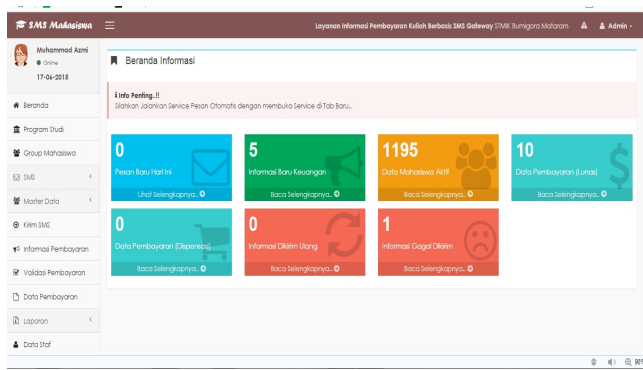 SMS Mahasiswa
Layanan Informasi Pembayaran Kuliah Berbasis SMS Gateway STMIK Bumigora Mataram
Admin
Muhammad Azmi
Online
17-06-2015
Beranda
Program Studi
Group Mahasiswa
SMS
Master Data
Kirim SMS
Informasi Pembayaran
Validasi Pembayaran
Data Pembayaran
Laporan
Data Staf
Beranda Informasi
Info Penting..!!
Silahkan Jalankan Service Pesan Otomatis dengan membuka Service di Tab Baru..
0
Pesan Baru Hari Ini
Lihat Selengkapnya..
5
Informasi Baru Keuangan
Baca Selengkapnya..
1195
Data Mahasiswa Aktif
Baca Selengkapnya..
10
Data Pembayaran (Lunas)
Baca Selengkapnya..
0
Data Pembayaran (Dispensasi)
Baca Selengkapnya..
0
Informasi Dikirim Ulang
Baca Selengkapnya..
1
Informasi Gagal Dikirim
Baca Selengkapnya..